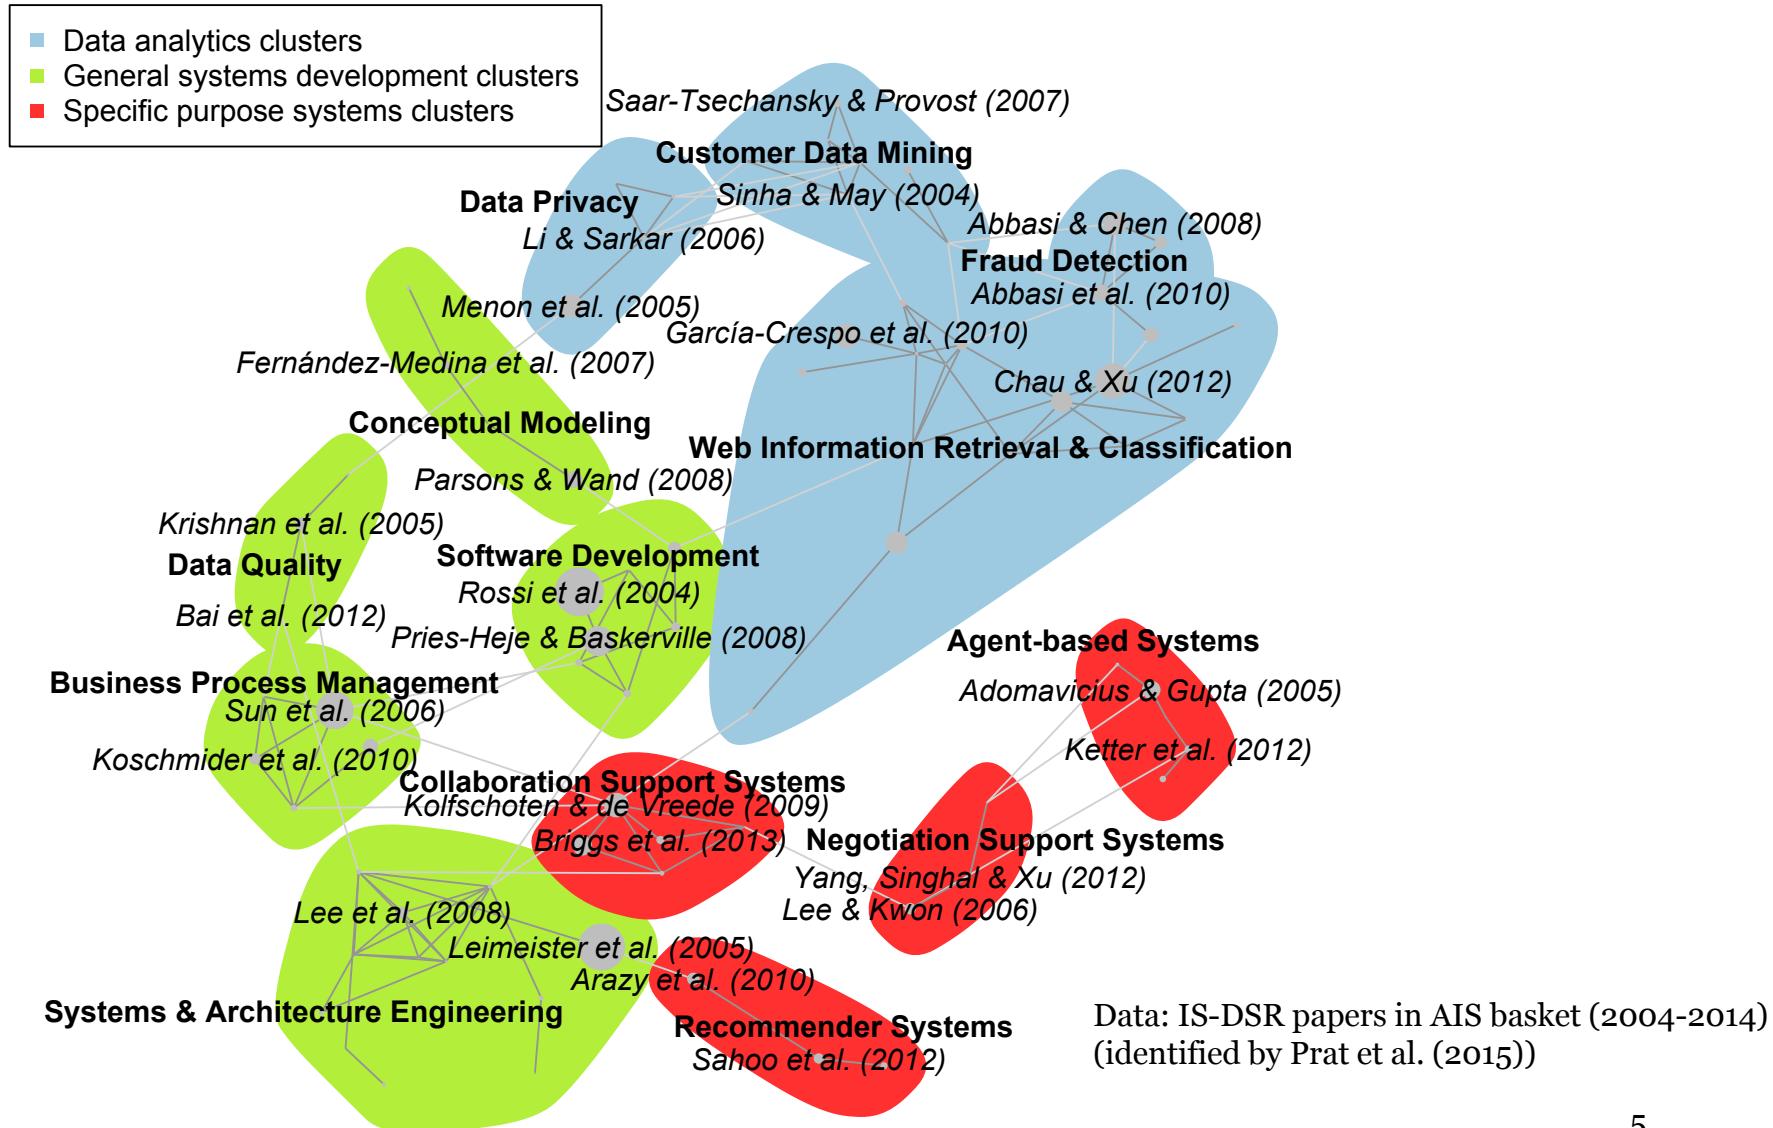 Data analytics clusters
General systems development clusters
Specific purpose systems clusters
Saar-Tsechansky & Provost (2007)
Customer Data Mining
Sinha & May (2004)
Data Privacy
Li & Sarkar (2006)
Abbasi & Chen (2008)
Fraud Detection
Abbasi et al. (2010)
Menon et al. (2005)
García-Crespo et al. (2010)
Fernández-Medina et al. (2007)
Chau & Xu (2012)
Conceptual Modeling
Web Information Retrieval & Classification
Parsons & Wand (2008)
Krishnan et al. (2005)
Data Quality
Software Development
Rossi et al. (2004)
Bai et al. (2012)
Pries-Heje & Baskerville (2008)
Agent-based Systems
Business Process Management
Sun et al. (2006)
Adomavicius & Gupta (2005)
Koschmider et al. (2010)
Ketter et al. (2012)
Collaboration Support Systems
Kolfschoten & de Vreede (2009)
Briggs et al. (2013)
Negotiation Support Systems
Yang, Singhal & Xu (2012)
Lee & Kwon (2006)
Lee et al. (2008)
Leimeister et al. (2005)
Arazy et al. (2010)
Systems & Architecture Engineering
Recommender Systems
Sahoo et al. (2012)
Data: IS-DSR papers in AIS basket (2004-2014)
(identified by Prat et al. (2015))
5